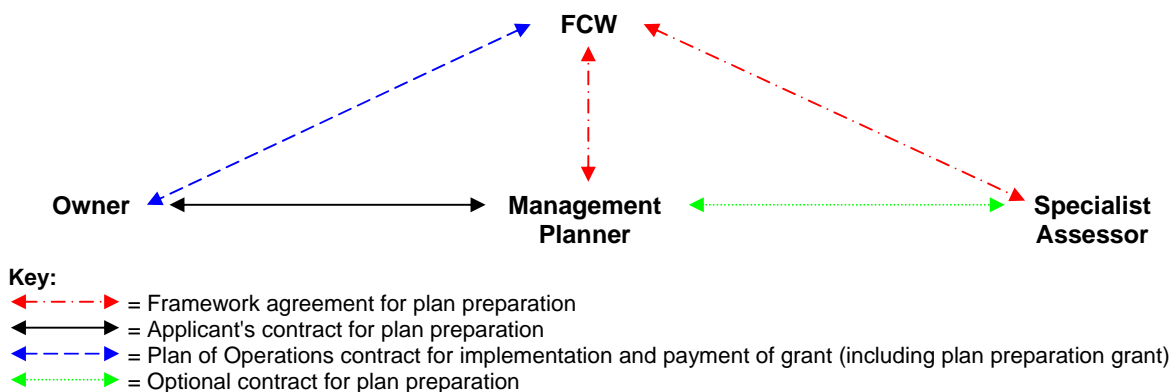 FCW
Owner
Management
Planner
Specialist
Assessor
Key:
= Framework agreement for plan preparation
= Applicant's contract for plan preparation
= Plan of Operations contract for implementation and payment of grant (including plan preparation grant)
= Optional contract for plan preparation